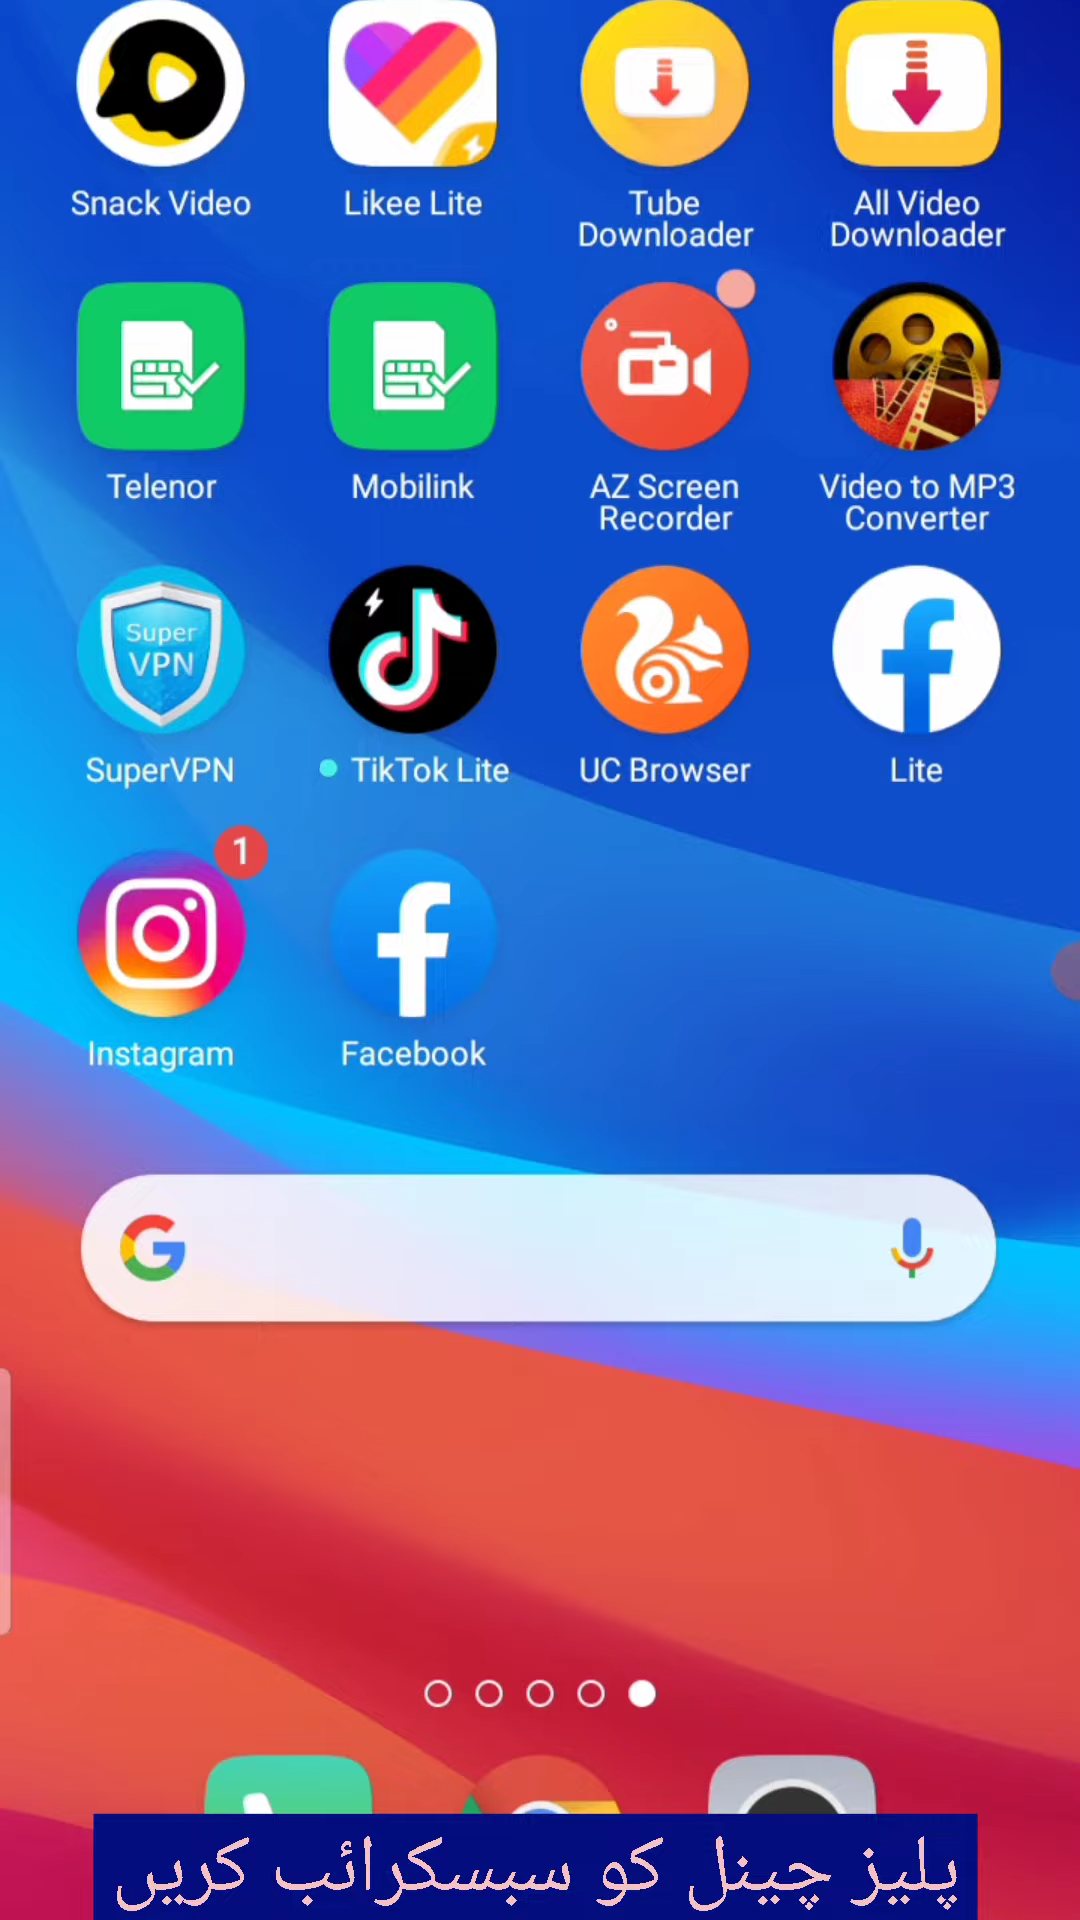 Snack Video
Likee Lite
Tube
Downloader
All Video
Downloader
Telenor
Mobilink
AZ Screen
Recorder
Video to MP3
Converter
Super
VPN
SuperVPN
TikTok Lite
UC Browser
Lite
1
Instagram
Facebook
پلیز چینل کو سبسکرائب کریں